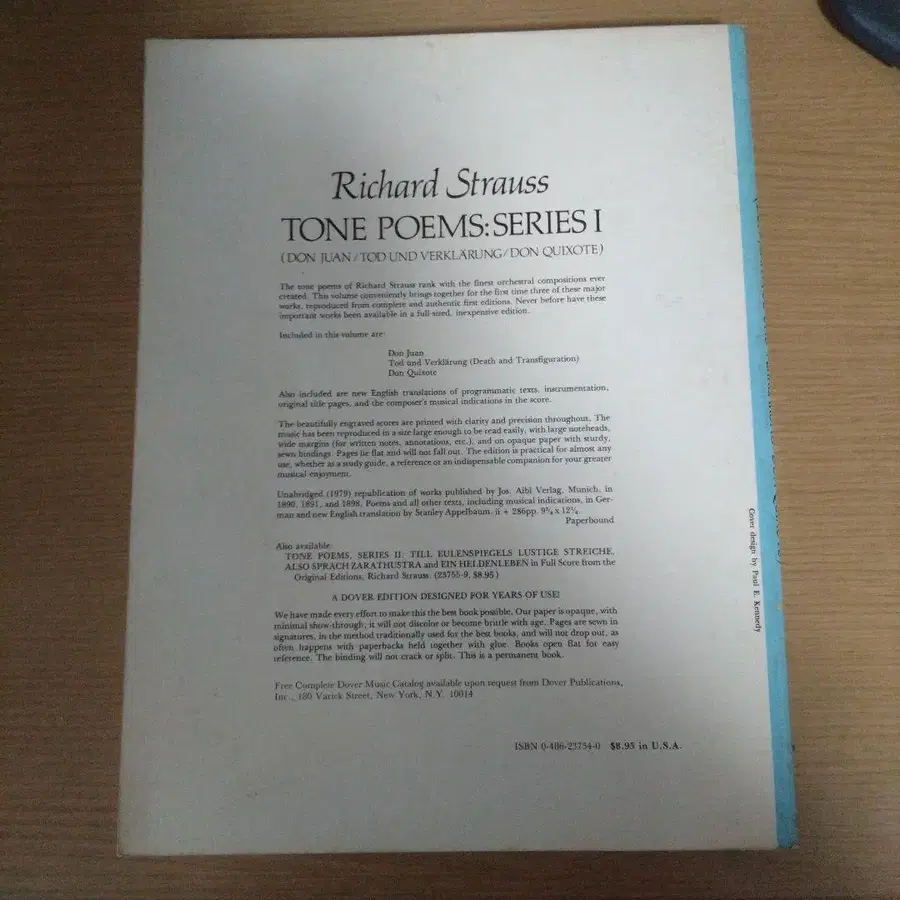 Richard Strauss
TONE POEMS: SERIES I
(DON JUAN/TOD UND VERKLÄRUNG/DON QUIXOTE)
The tone poems of Richard Strauss rank with the finest orchestral compositions ever
created. This volume conveniently brings together for the first time three of these major
works, reproduced from complete and authentic first editions. Never before have these
important works been available in a full-sized, inexpensive edition.
Included in this volume are:
Don Juan
Tod und Verklärung (Death and Transfiguration)
Don Quixote
Also included are new English translations of programmatic texts, instrumentation,
original title pages, and the composer's musical indications in the score.
The beautifully engraved scores are printed with clarity and precision throughout. The
music has been reproduced in a size large enough to be read easily, with large noteheads,
wide margins (for written notes, annotations, etc.), and on opaque paper with sturdy,
sewn bindings. Pages lie flat and will not fall out. The edition is practical for almost any
use, whether as a study guide, a reference or an indispensable companion for your greater
musical enjoyment.
Unabridged (1979) republication of works published by Jos. Aibl Verlag, Munich, in
1890, 1891, and 1898. Poems and all other texts, including musical indications, in Ger-
man and new English translation by Stanley Appelbaum. ii + 286pp. 9⅜ x 12¼.
Paperbound
Also available
TONE POEMS, SERIES II: TILL EULENSPIEGELS LUSTIGE STREICHE,
ALSO SPRACH ZARATHUSTRA and EIN HELDENLEBEN in Full Score from the
Original Editions, Richard Strauss. (23755-9, $8.95)
A DOVER EDITION DESIGNED FOR YEARS OF USE!
We have made every effort to make this the best book possible. Our paper is opaque, with
minimal show-through; it will not discolor or become brittle with age. Pages are sewn in
signatures, in the method traditionally used for the best books, and will not drop out, as
often happens with paperbacks held together with glue. Books open flat for easy
reference. The binding will not crack or split. This is a permanent book.
Free Complete Dover Music Catalog available upon request from Dover Publications,
Inc., 180 Varick Street, New York, N.Y. 10014
ISBN 0-486-23754-0 $8.95 in U.S.A.
Cover design by Paul E. Kennedy